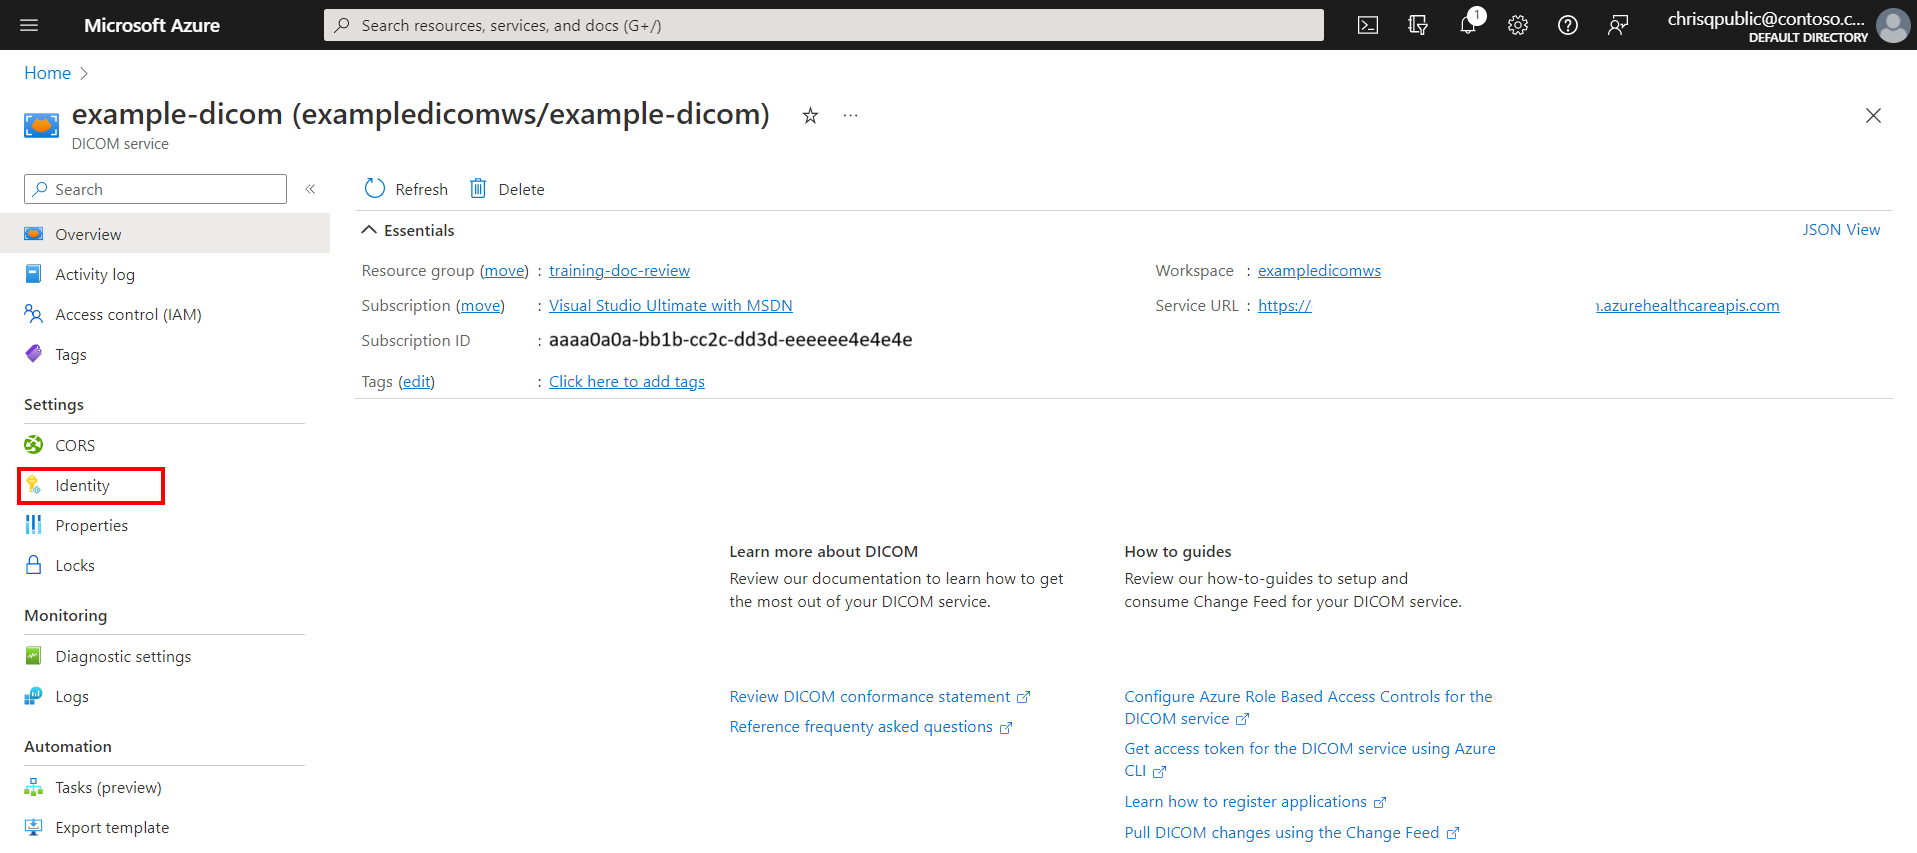 Microsoft Azure
Search resources, services, and docs (G+/)
1
chrisqpublic@contoso.c...
DEFAULT DIRECTORY
Home
example-dicom (exampledicomws/example-dicom)
DICOM service
Search
Refresh
Delete
Overview
Activity log
Access control (IAM)
Tags
Settings
CORS
Identity
Properties
Locks
Monitoring
Diagnostic settings
Logs
Automation
Tasks (preview)
Export template
Essentials
JSON View
Resource group (move) : training-doc-review
Subscription (move) : Visual Studio Ultimate with MSDN
Subscription ID : aaaa0a0a-bb1b-cc2c-dd3d-eeeeee4e4e4e
Tags (edit) : Click here to add tags
Workspace : exampledicomws
Service URL : https:// .azurehealthcareapis.com
Learn more about DICOM
Review our documentation to learn how to get
the most out of your DICOM service.
Review DICOM conformance statement
Reference frequenty asked questions
How to guides
Review our how-to-guides to setup and
consume Change Feed for your DICOM service.
Configure Azure Role Based Access Controls for the
DICOM service
Get access token for the DICOM service using Azure
CLI
Learn how to register applications
Pull DICOM changes using the Change Feed